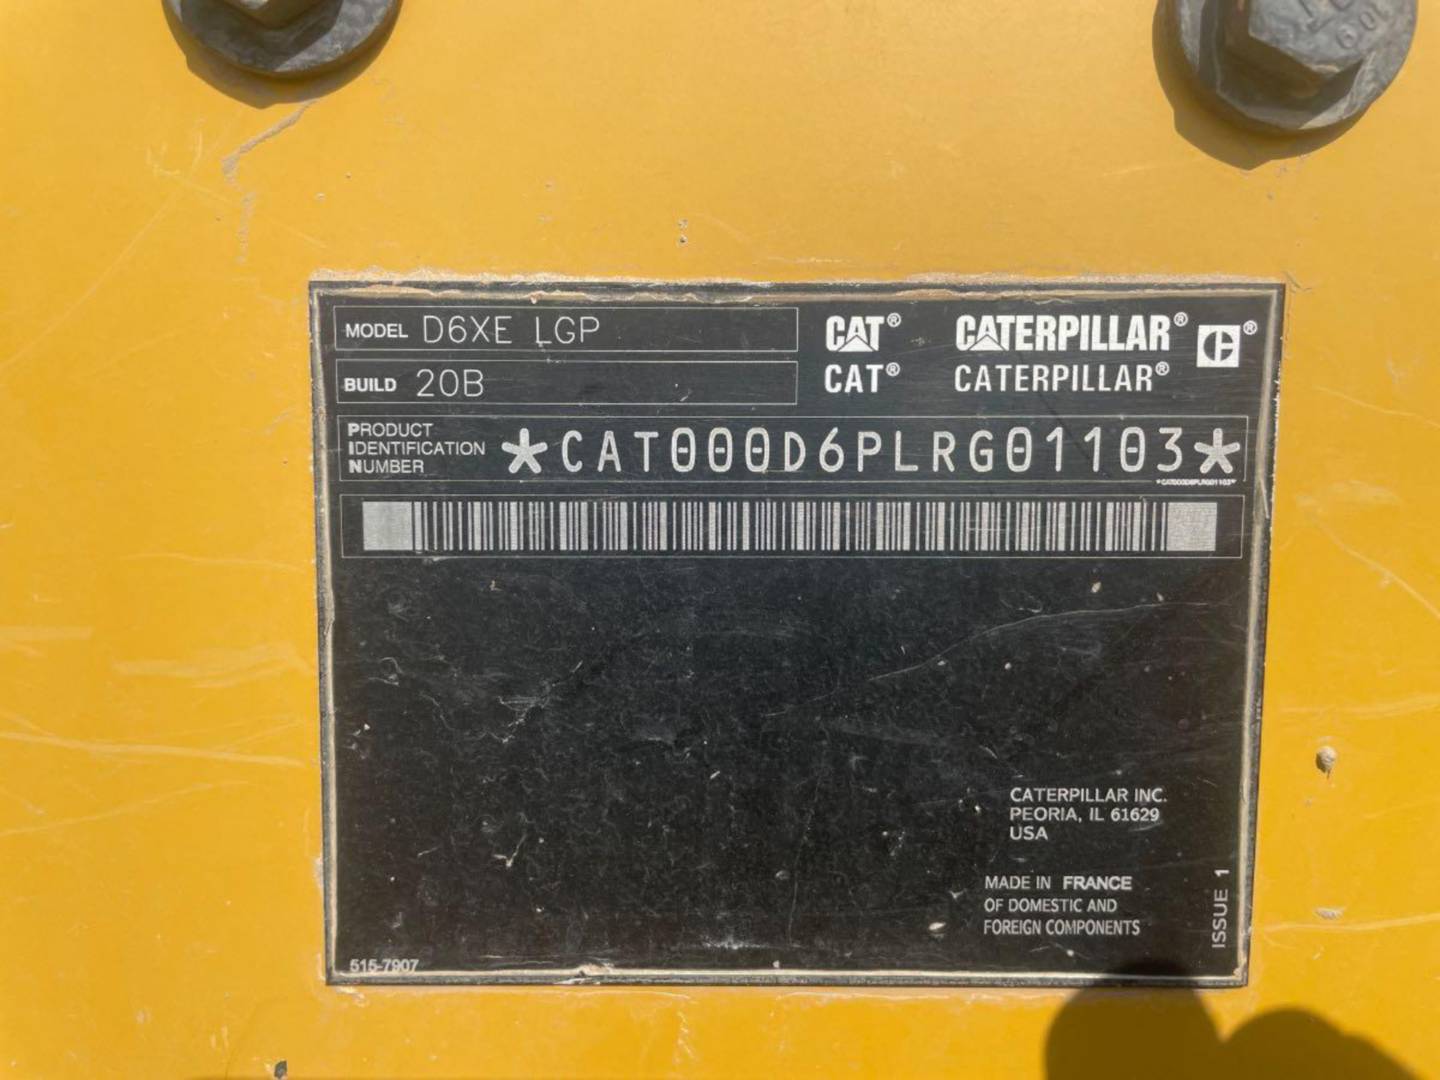 MODEL D6XE LGP
BUILD 20B
CAT® CATERPILLAR® ®
CAT® CATERPILLAR®
PRODUCT
IDENTIFICATION
NUMBER
*CAT000D6PLRG01103*
*CAT000D6PLRG01103*
CATERPILLAR INC.
PEORIA, IL 61629
USA
MADE IN FRANCE
OF DOMESTIC AND
FOREIGN COMPONENTS
ISSUE 1
515-7907